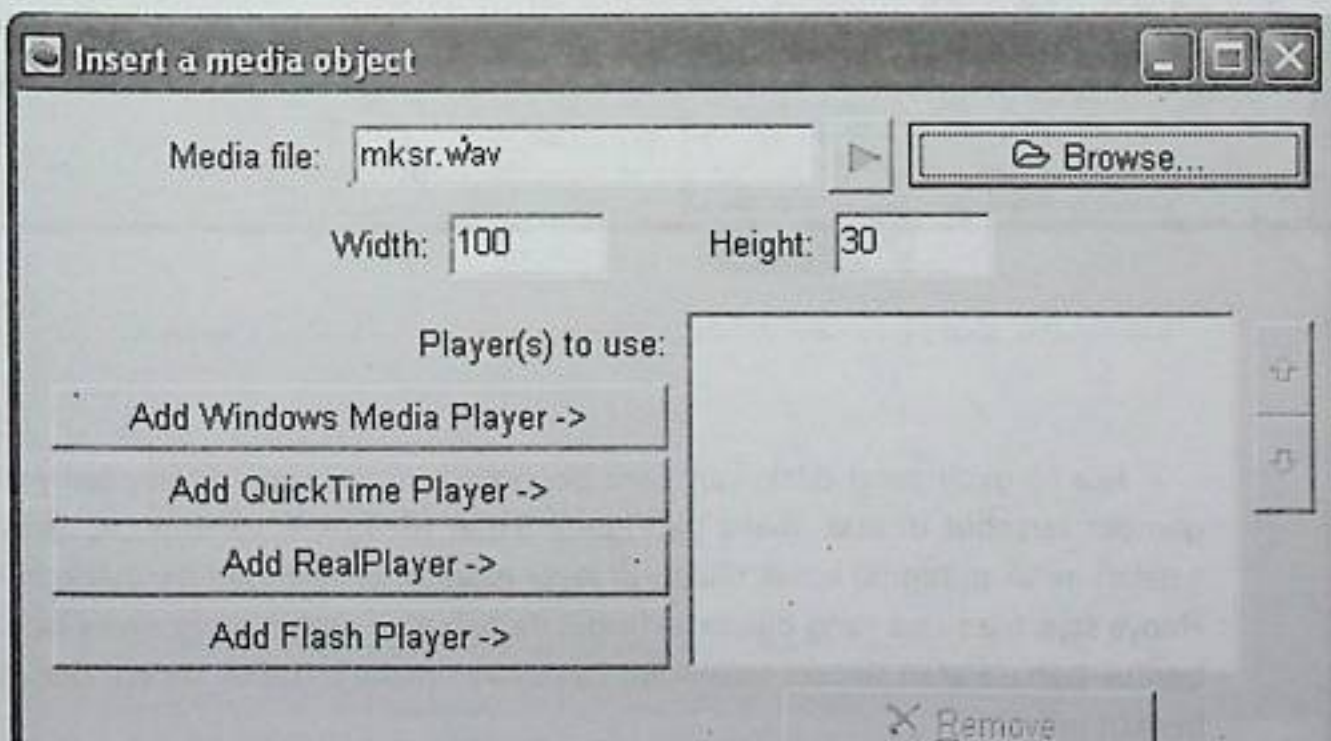 Insert a media object
Media file: mksr.wav Browse...
Width: 100 Height: 30
Player(s) to use:
Add Windows Media Player ->
Add QuickTime Player ->
Add RealPlayer ->
Add Flash Player ->
Remove